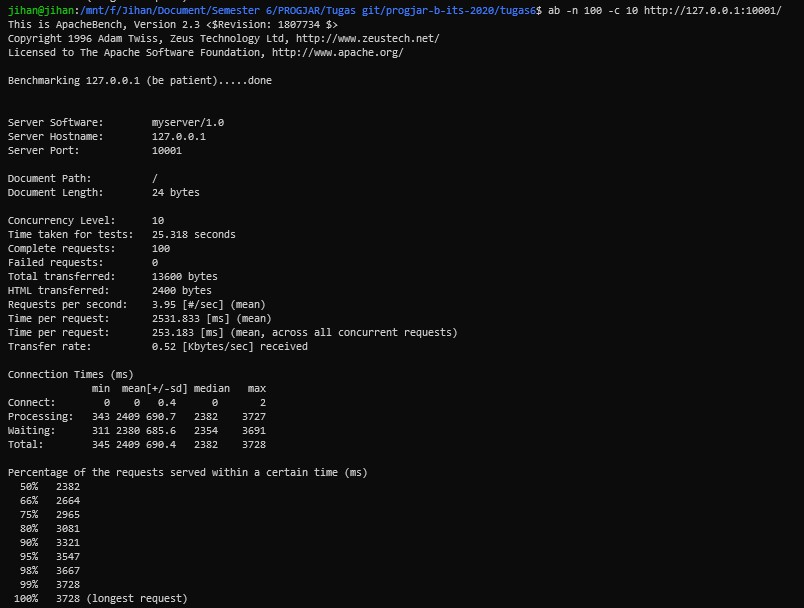 jihan@jihan:/mnt/f/Jihan/Document/Semester 6/PROGJAR/Tugas git/progjar-b-its-2020/tugas6$ ab -n 100 -c 10 http://127.0.0.1:10001/
This is ApacheBench, Version 2.3 <$Revision: 1807734 $>
Copyright 1996 Adam Twiss, Zeus Technology Ltd, http://www.zeustech.net/
Licensed to The Apache Software Foundation, http://www.apache.org/

Benchmarking 127.0.0.1 (be patient).....done


Server Software:        myserver/1.0
Server Hostname:        127.0.0.1
Server Port:            10001

Document Path:          /
Document Length:        24 bytes

Concurrency Level:      10
Time taken for tests:   25.318 seconds
Complete requests:      100
Failed requests:        0
Total transferred:      13600 bytes
HTML transferred:       2400 bytes
Requests per second:    3.95 [#/sec] (mean)
Time per request:       2531.833 [ms] (mean)
Time per request:       253.183 [ms] (mean, across all concurrent requests)
Transfer rate:          0.52 [Kbytes/sec] received

Connection Times (ms)
              min  mean[+/-sd] median   max
Connect:        0    0   0.4      0       2
Processing:   343 2409 690.7   2382    3727
Waiting:      311 2380 685.6   2354    3691
Total:        345 2409 690.4   2382    3728

Percentage of the requests served within a certain time (ms)
  50%   2382
  66%   2664
  75%   2965
  80%   3081
  90%   3321
  95%   3547
  98%   3667
  99%   3728
 100%   3728 (longest request)